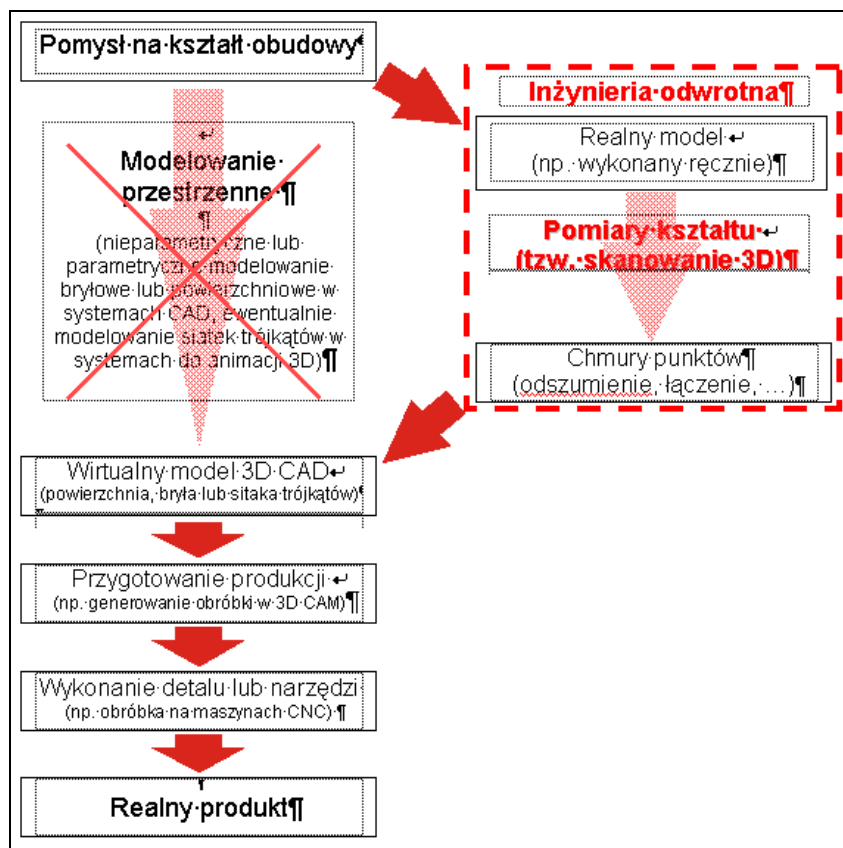 Pomysł na kształt obudowy
Modelowanie
przestrzenne
(nieparametryczne lub
parametryczne modelowanie
bryłowe lub powierzchniowe w
systemach CAD, ewentualnie
modelowanie siatek trójkątów w
systemach do animacji 3D)
Inżynieria odwrotna
Realny model
(np. wykonany ręcznie)
Pomiary kształtu
(tzw. skanowanie 3D)
Chmury punktów
(odszumienie, łączenie, ...)
Wirtualny model 3D CAD
(powierzchnia, bryła lub sitaka trójkątów)
Przygotowanie produkcji
(np. generowanie obróbki w 3D CAM)
Wykonanie detalu lub narzędzi
(np. obróbka na maszynach CNC)
Realny produkt